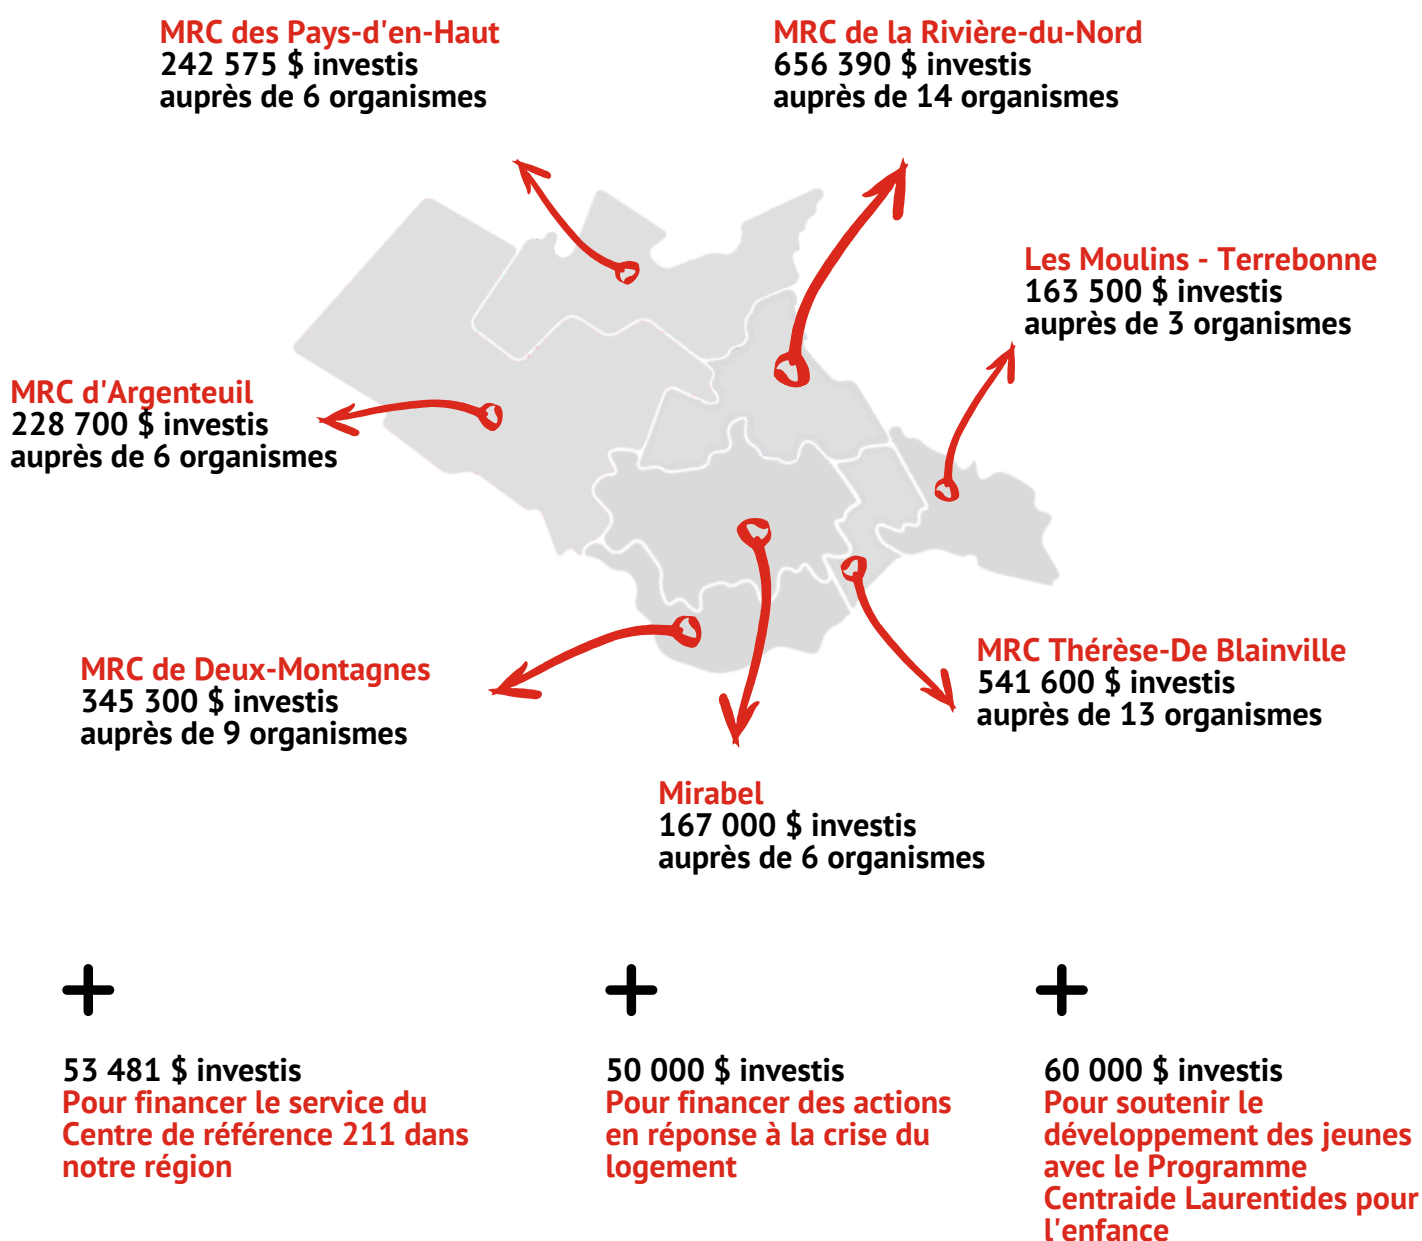 MRC des Pays-d'en-Haut
242 575 $ investis
auprès de 6 organismes
MRC de la Rivière-du-Nord
656 390 $ investis
auprès de 14 organismes
Les Moulins - Terrebonne
163 500 $ investis
auprès de 3 organismes
MRC d'Argenteuil
228 700 $ investis
auprès de 6 organismes
MRC de Deux-Montagnes
345 300 $ investis
auprès de 9 organismes
MRC Thérèse-De Blainville
541 600 $ investis
auprès de 13 organismes
Mirabel
167 000 $ investis
auprès de 6 organismes
+
53 481 $ investis
Pour financer le service du
Centre de référence 211 dans
notre région
+
50 000 $ investis
Pour financer des actions
en réponse à la crise du
logement
+
60 000 $ investis
Pour soutenir le
développement des jeunes
avec le Programme
Centraide Laurentides pour
l'enfance